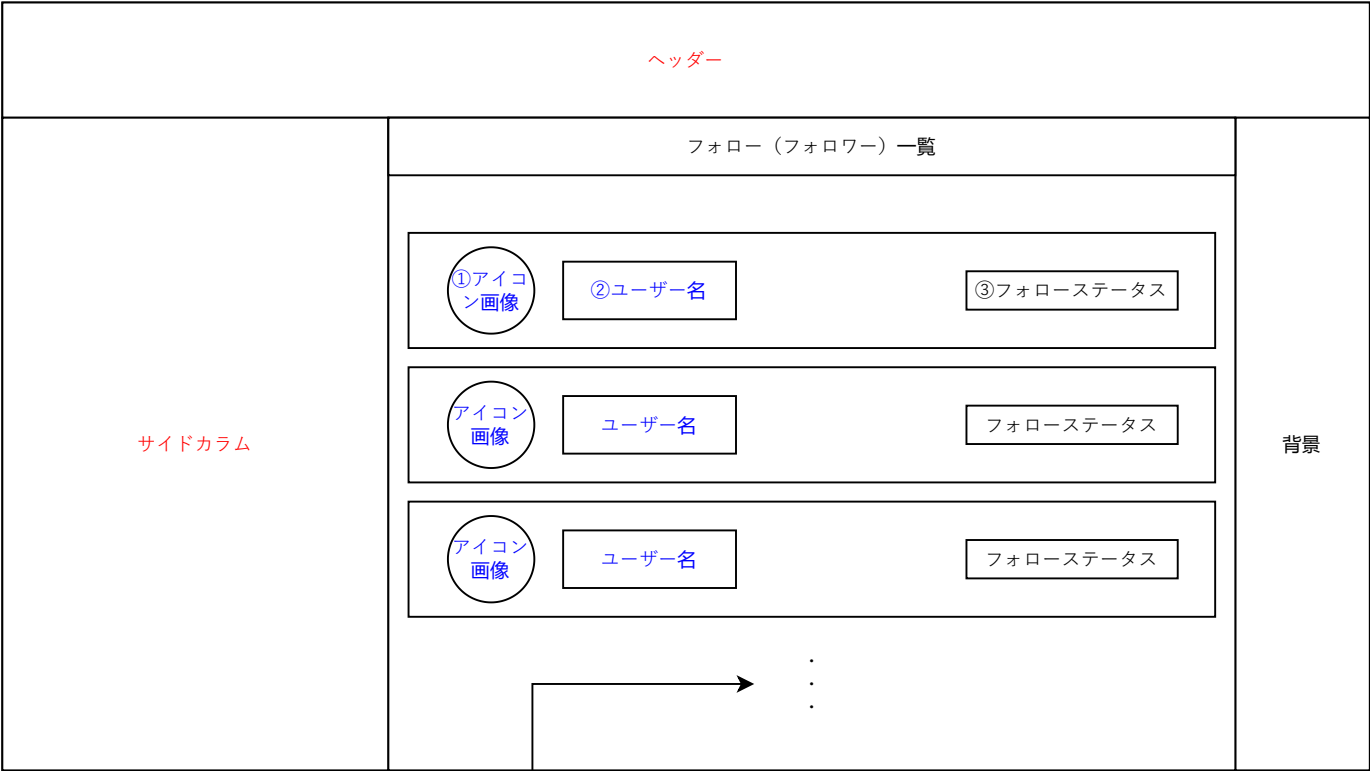 ヘッダー
フォロー（フォロワー）一覧
①アイコ
ン画像
②ユーザー名
③フォローステータス
アイコン
画像
ユーザー名
フォローステータス
サイドカラム
背景
アイコン
画像
ユーザー名
フォローステータス
・
・
・